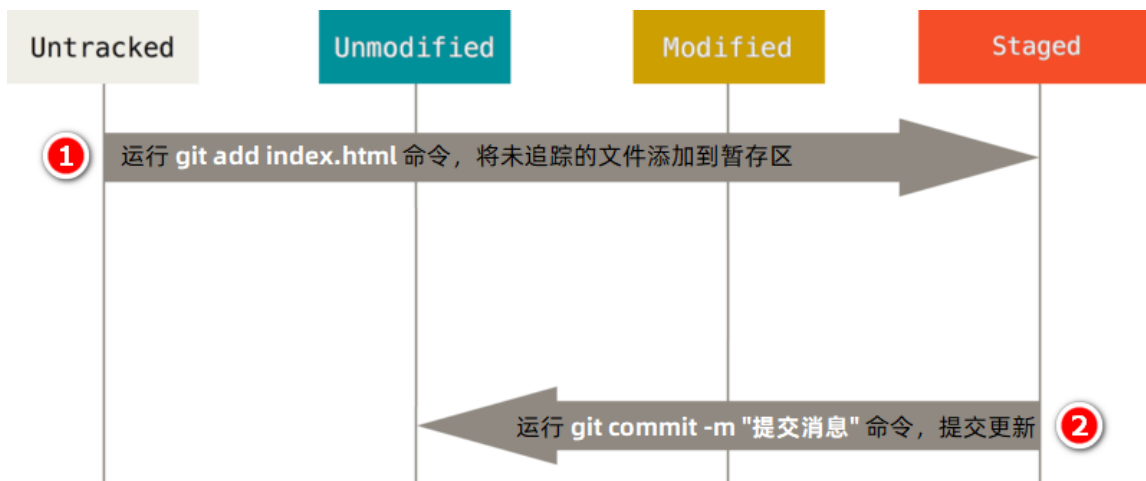 Untracked
Unmodified
Modified
Staged
1
运行 git add index.html 命令，将未追踪的文件添加到暂存区
运行 git commit -m "提交消息" 命令，提交更新
2